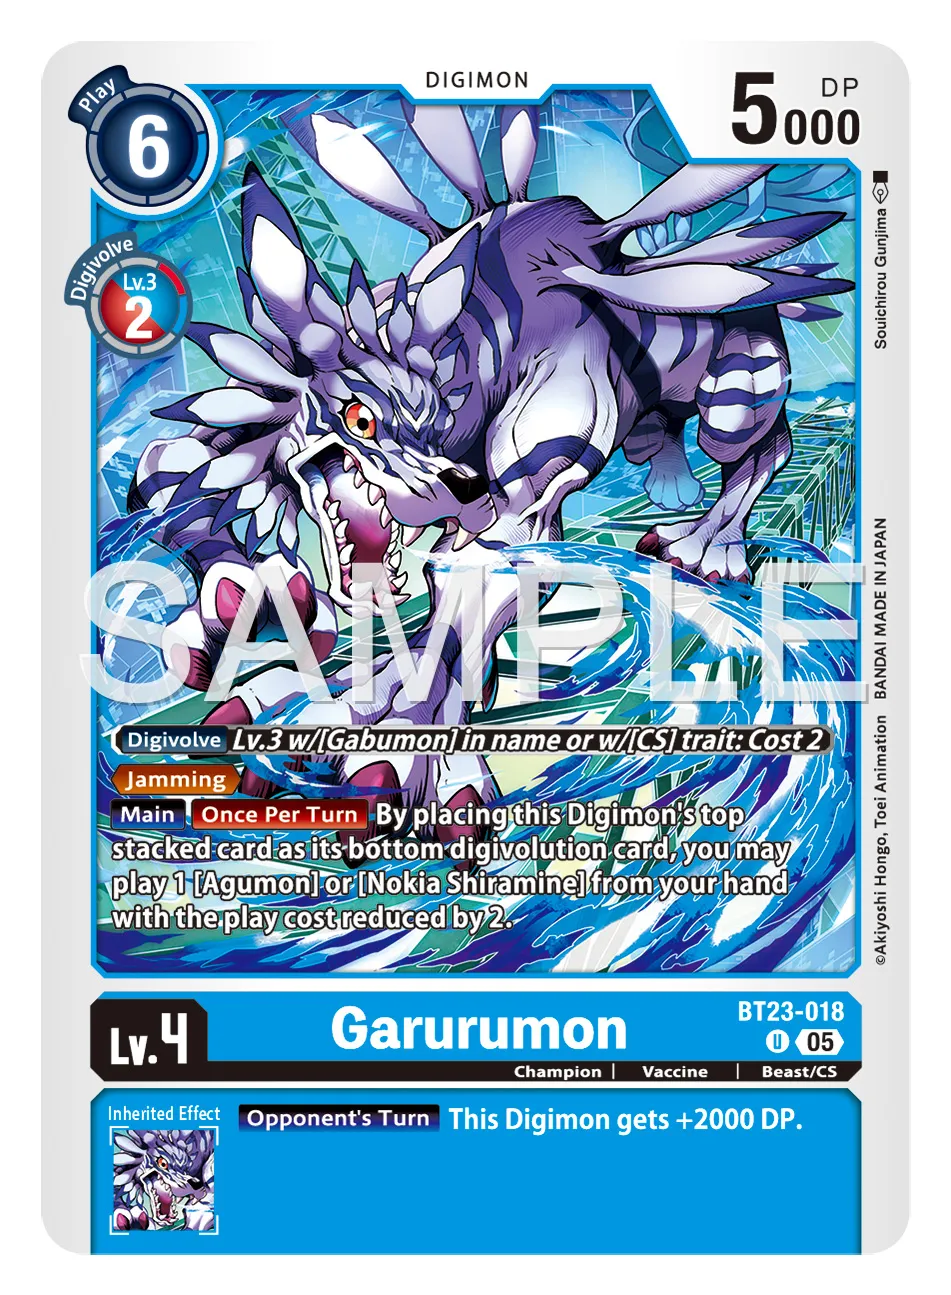 DIGIMON
Play
6
DP
5000
Digivolve
Lv.3
2
Souichirou Gunjima
BANDAI MADE IN JAPAN
©Akiyoshi Hongo, Toei Animation
SAMPLE
Digivolve Lv.3 w/[Gabumon] in name or w/[CS] trait: Cost 2
Jamming
Main Once Per Turn By placing this Digimon's top
stacked card as its bottom digivolution card, you may
play 1 [Agumon] or [Nokia Shiramine] from your hand
with the play cost reduced by 2.
Lv.4
Garurumon
BT23-018
U 05
Champion | Vaccine | Beast/CS
Inherited Effect
Opponent's Turn This Digimon gets +2000 DP.